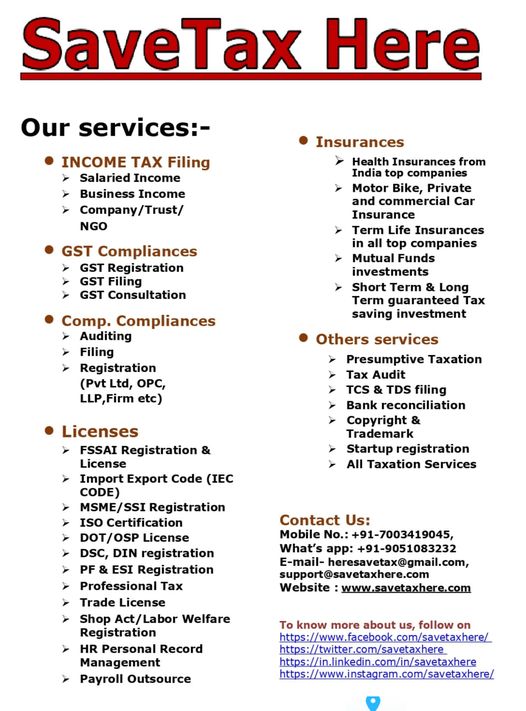 SaveTax Here
Our services:-
INCOME TAX Filing
Salaried Income
Business Income
Company/Trust/
NGO
GST Compliances
GST Registration
GST Filing
GST Consultation
Comp. Compliances
Auditing
Filing
Registration
(Pvt Ltd, OPC,
LLP,Firm etc)
Licenses
FSSAI Registration &
License
Import Export Code (IEC
CODE)
MSME/SSI Registration
ISO Certification
DOT/OSP License
DSC, DIN registration
PF & ESI Registration
Professional Tax
Trade License
Shop Act/Labor Welfare
Registration
HR Personal Record
Management
Payroll Outsource
Insurances
Health Insurances from
India top companies
Motor Bike, Private
and commercial Car
Insurance
Term Life Insurances
in all top companies
Mutual Funds
investments
Short Term & Long
Term guaranteed Tax
saving investment
Others services
Presumptive Taxation
Tax Audit
TCS & TDS filing
Bank reconciliation
Copyright &
Trademark
Startup registration
All Taxation Services
Contact Us:
Mobile No.: +91-7003419045,
What's app: +91-9051083232
E-mail- heresavetax@gmail.com,
support@savetaxhere.com
Website : www.savetaxhere.com
To know more about us, follow on
https://www.facebook.com/savetaxhere/
https://twitter.com/savetaxhere
https://in.linkedin.com/in/savetaxhere
https://www.instagram.com/savetaxhere/